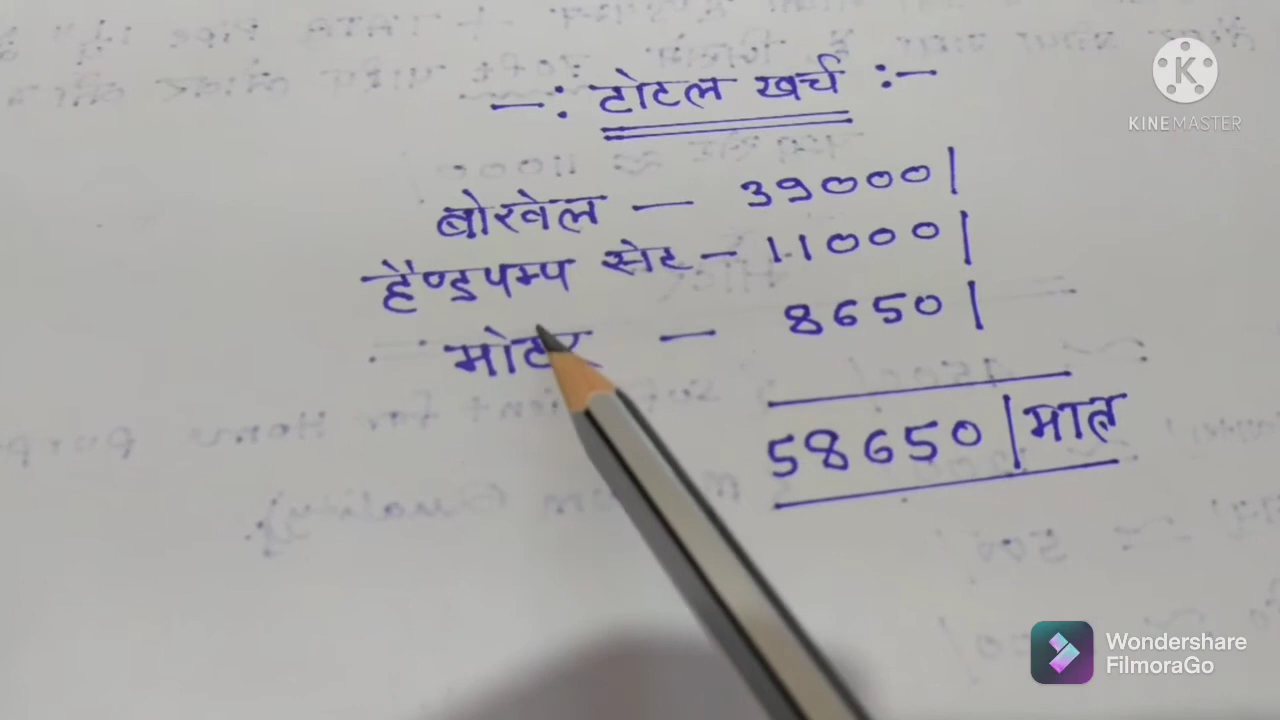 -: टोटल खर्च :-
बोरवेल - 39000/
हैण्डपम्प सेट - 11000/
मोटर - 8650/
58650/ मात्र
K
KINEMASTER
Wondershare
FilmoraGo